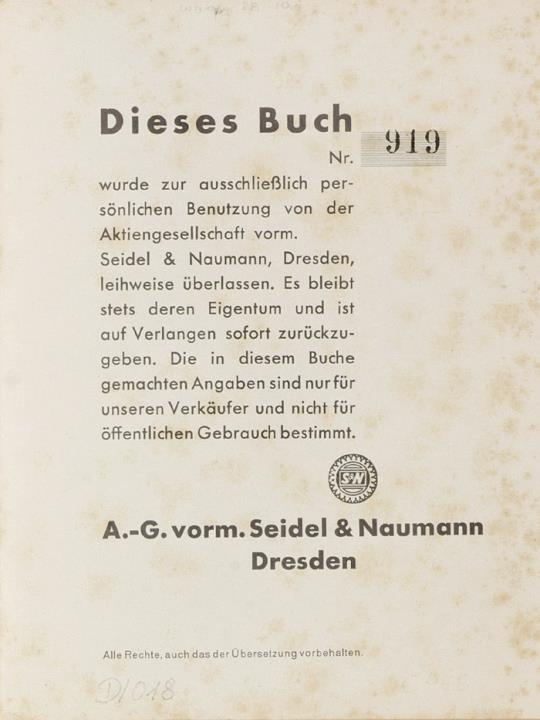 Dieses Buch
Nr. 919
wurde zur ausschließlich per-
sönlichen Benutzung von der
Aktiengesellschaft vorm.
Seidel & Naumann, Dresden,
leihweise überlassen. Es bleibt
stets deren Eigentum und ist
auf Verlangen sofort zurückzu-
geben. Die in diesem Buche
gemachten Angaben sind nur für
unseren Verkäufer und nicht für
öffentlichen Gebrauch bestimmt.
S&N
A.-G. vorm. Seidel & Naumann
Dresden
Alle Rechte, auch das der Übersetzung vorbehalten.
D/018